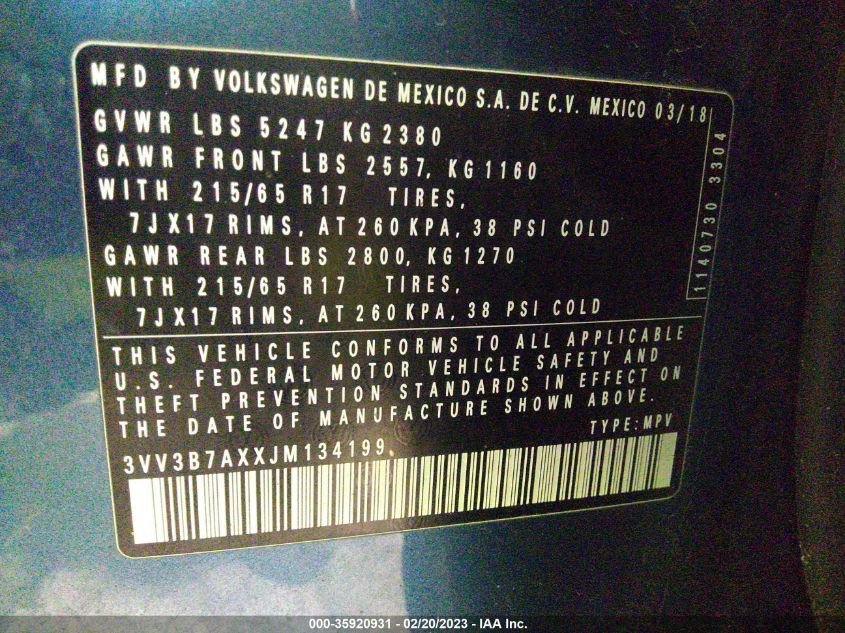 MFD BY VOLKSWAGEN DE MEXICO S.A. DE C.V. MEXICO 03/18
GVWR LBS 5247 KG 2380
GAWR FRONT LBS 2557, KG 1160
WITH 215/65 R17 TIRES,
7JX17 RIMS, AT 260 KPA, 38 PSI COLD
GAWR REAR LBS 2800, KG 1270
WITH 215/65 R17 TIRES,
7JX17 RIMS, AT 260 KPA, 38 PSI COLD
1140730 3304
THIS VEHICLE CONFORMS TO ALL APPLICABLE
U.S. FEDERAL MOTOR VEHICLE SAFETY AND
THEFT PREVENTION STANDARDS IN EFFECT ON
THE DATE OF MANUFACTURE SHOWN ABOVE.
TYPE: MPV
3VV3B7AXXJM134199.
000-35920931 - 02/20/2023 - IAA Inc.